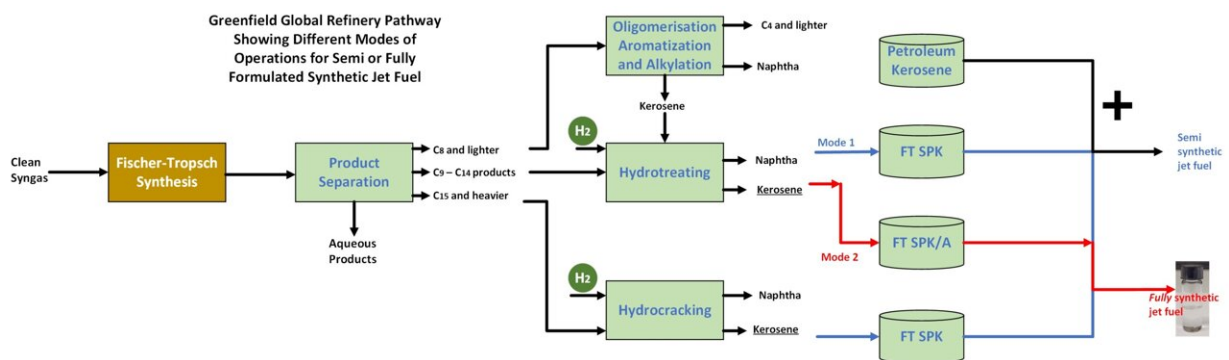 Greenfield Global Refinery Pathway
Showing Different Modes of
Operations for Semi or Fully
Formulated Synthetic Jet Fuel
Clean
Syngas
Fischer-Tropsch
Synthesis
Product
Separation
Aqueous
Products
C8 and lighter
C9 – C14 products
C15 and heavier
Oligomerisation
Aromatization
and Alkylation
C4 and lighter
Naphtha
Kerosene
H2
Hydrotreating
Naphtha
Kerosene
H2
Hydrocracking
Naphtha
Kerosene
Mode 1
Mode 2
Petroleum
Kerosene
FT SPK
FT SPK/A
FT SPK
+
Semi
synthetic
jet fuel
Fully synthetic
jet fuel